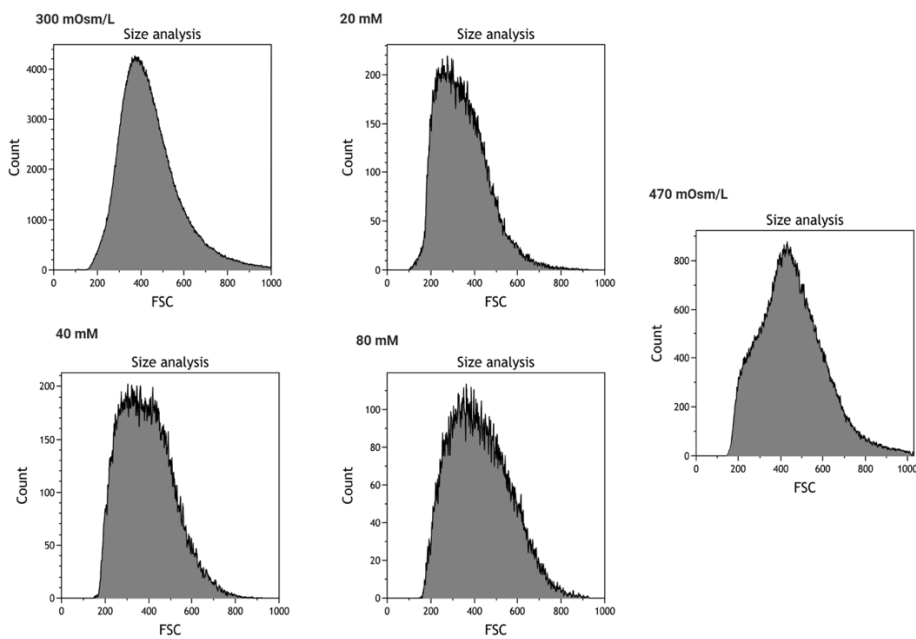 300 mOsm/L
Size analysis
Count
4000
3000
2000
1000
0
0 200 400 600 800 1000
FSC
20 mM
Size analysis
Count
200
150
100
50
0
0 200 400 600 800 1000
FSC
470 mOsm/L
Size analysis
Count
800
600
400
200
0
0 200 400 600 800 1000
FSC
40 mM
Size analysis
Count
200
150
100
50
0
0 200 400 600 800 1000
FSC
80 mM
Size analysis
Count
100
80
60
40
20
0
0 200 400 600 800 1000
FSC